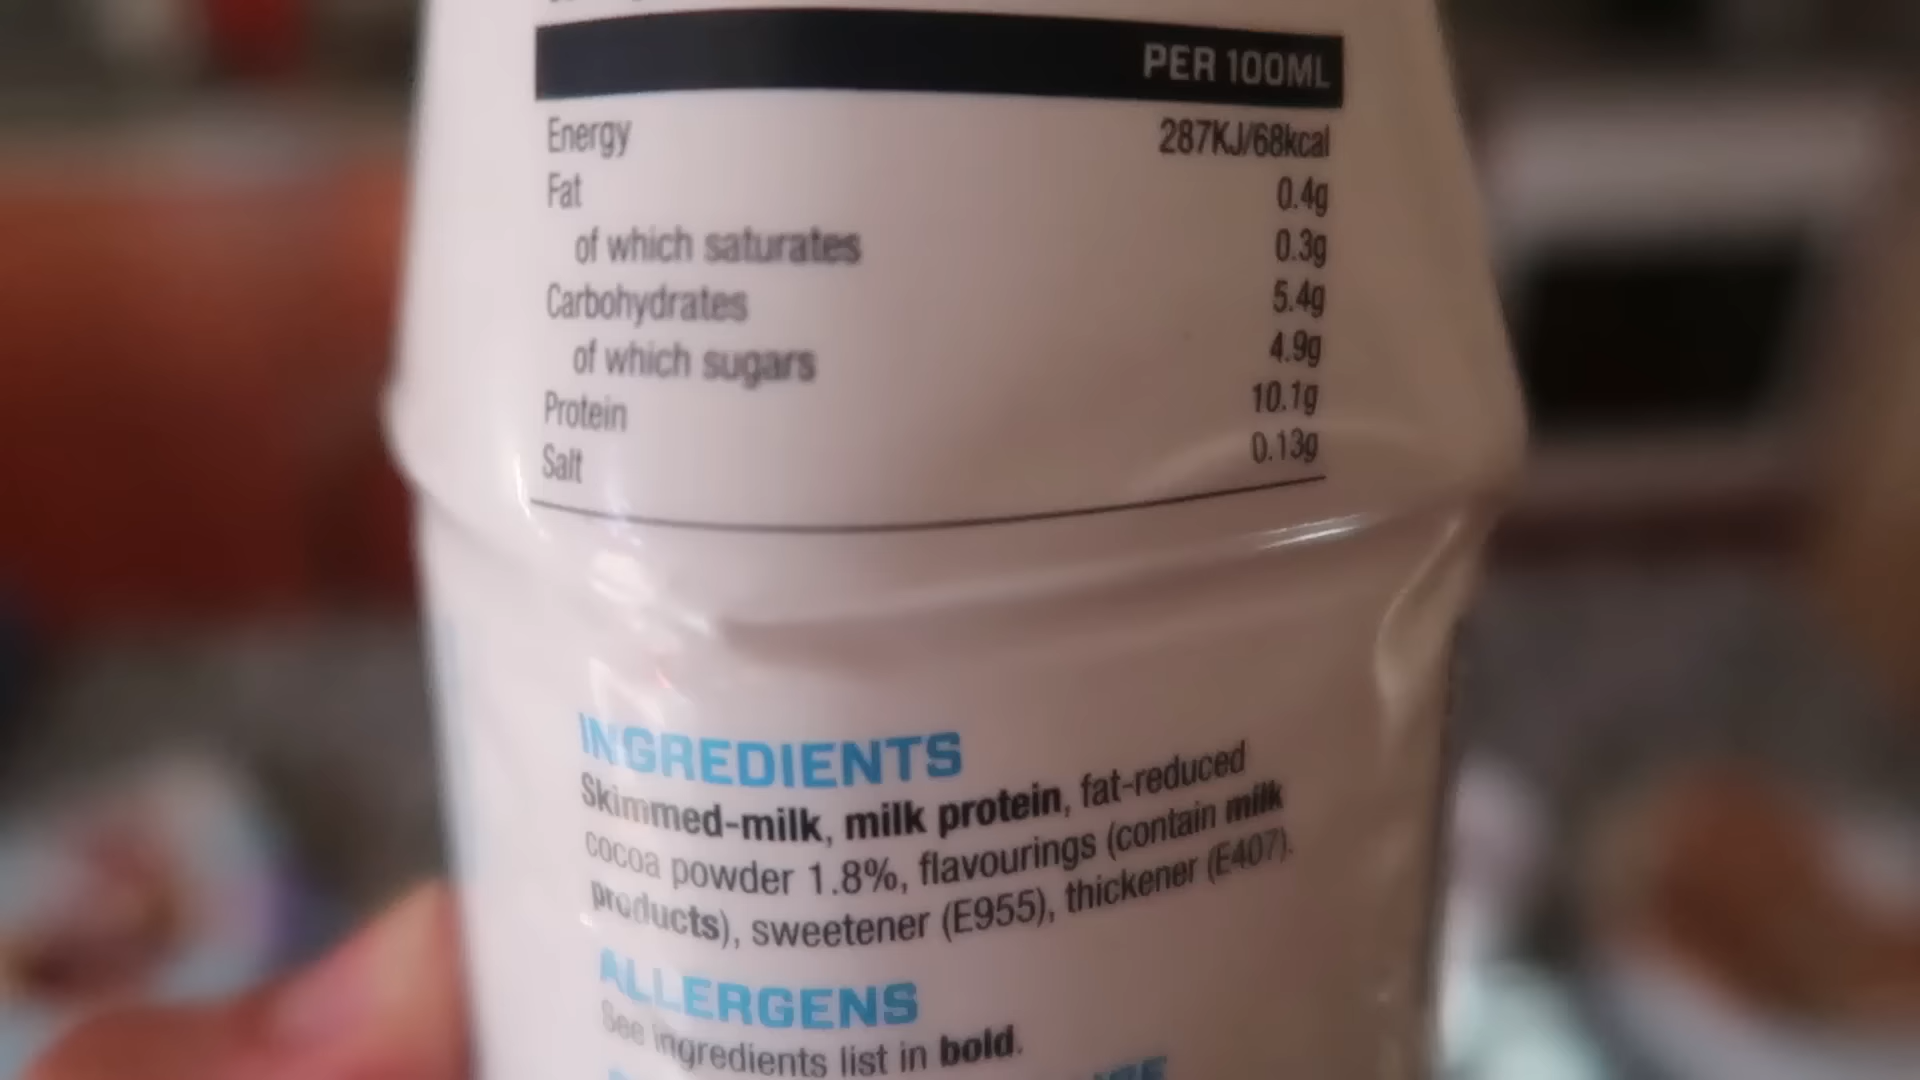 PER 100ML
Energy 287KJ/68kcal
Fat 0.4g
of which saturates 0.3g
Carbohydrates 5.4g
of which sugars 4.9g
Protein 10.1g
Salt 0.13g
INGREDIENTS
Skimmed-milk, milk protein, fat-reduced
cocoa powder 1.8%, flavourings (contain milk
products), sweetener (E955), thickener (E407).
ALLERGENS
See ingredients list in bold.